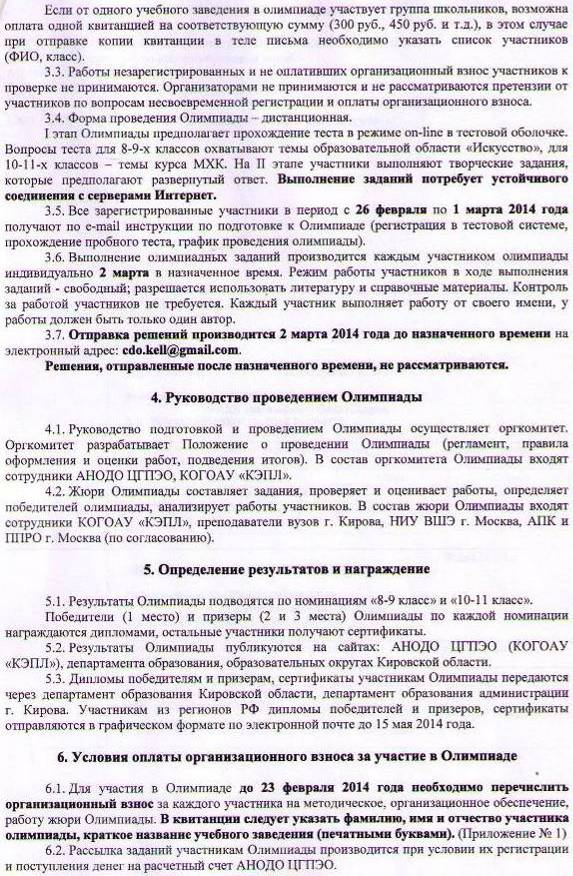 Если от одного учебного заведения в олимпиаде участвует группа школьников, возможна
оплата одной квитанцией на соответствующую сумму (300 руб., 450 руб. и т.д.), в этом случае
при отправке копии квитанции в теле письма необходимо указать список участников
(ФИО, класс).
3.3. Работы незарегистрированных и не оплативших организационный взнос участников к
проверке не принимаются. Организаторами не принимаются и не рассматриваются претензии от
участников по вопросам несвоевременной регистрации и оплаты организационного взноса.
3.4. Форма проведения Олимпиады – дистанционная.
I этап Олимпиады предполагает прохождение теста в режиме on-line в тестовой оболочке.
Вопросы теста для 8-9-х классов охватывают темы образовательной области «Искусство», для
10-11-х классов – темы курса МХК. На II этапе участники выполняют творческие задания,
которые предполагают развернутый ответ. Выполнение заданий потребует устойчивого
соединения с серверами Интернет.
3.5. Все зарегистрированные участники в период с 26 февраля по 1 марта 2014 года
получают по e-mail инструкции по подготовке к Олимпиаде (регистрация в тестовой системе,
прохождение пробного теста, график проведения олимпиады).
3.6. Выполнение олимпиадных заданий производится каждым участником олимпиады
индивидуально 2 марта в назначенное время. Режим работы участников в ходе выполнения
заданий - свободный; разрешается использовать литературу и справочные материалы. Контроль
за работой участников не требуется. Каждый участник выполняет работу от своего имени, у
работы должен быть только один автор.
3.7. Отправка решений производится 2 марта 2014 года до назначенного времени на
электронный адрес: cdo.kell@gmail.com.
Решения, отправленные после назначенного времени, не рассматриваются.
4. Руководство проведением Олимпиады
4.1. Руководство подготовкой и проведением Олимпиады осуществляет оргкомитет.
Оргкомитет разрабатывает Положение о проведении Олимпиады (регламент, правила
оформления и оценки работ, подведения итогов). В состав оргкомитета Олимпиады входят
сотрудники АНОДО ЦГПЭО, КОГОАУ «КЭПЛ».
4.2. Жюри Олимпиады составляет задания, проверяет и оценивает работы, определяет
победителей олимпиады, анализирует работы участников. В состав жюри Олимпиады входят
сотрудники КОГОАУ «КЭПЛ», преподаватели вузов г. Кирова, НИУ ВШЭ г. Москва, АПК и
ППРО г. Москва (по согласованию).
5. Определение результатов и награждение
5.1. Результаты Олимпиады подводятся по номинациям «8-9 класс» и «10-11 класс».
Победители (1 место) и призеры (2 и 3 места) Олимпиады по каждой номинации
награждаются дипломами, остальные участники получают сертификаты.
5.2. Результаты Олимпиады публикуются на сайтах: АНОДО ЦГПЭО (КОГОАУ
«КЭПЛ»), департамента образования, образовательных округах Кировской области.
5.3. Дипломы победителям и призерам, сертификаты участникам Олимпиады передаются
через департамент образования Кировской области, департамент образования администрации
г. Кирова. Участникам из регионов РФ дипломы победителей и призеров, сертификаты
отправляются в графическом формате по электронной почте до 15 мая 2014 года.
6. Условия оплаты организационного взноса за участие в Олимпиаде
6.1. Для участия в Олимпиаде до 23 февраля 2014 года необходимо перечислить
организационный взнос за каждого участника на методическое, организационное обеспечение,
работу жюри Олимпиады. В квитанции следует указать фамилию, имя и отчество участника
олимпиады, краткое название учебного заведения (печатными буквами). (Приложение № 1)
6.2. Рассылка заданий участникам Олимпиады производится при условии их регистрации
и поступления денег на расчетный счет АНОДО ЦГПЭО.